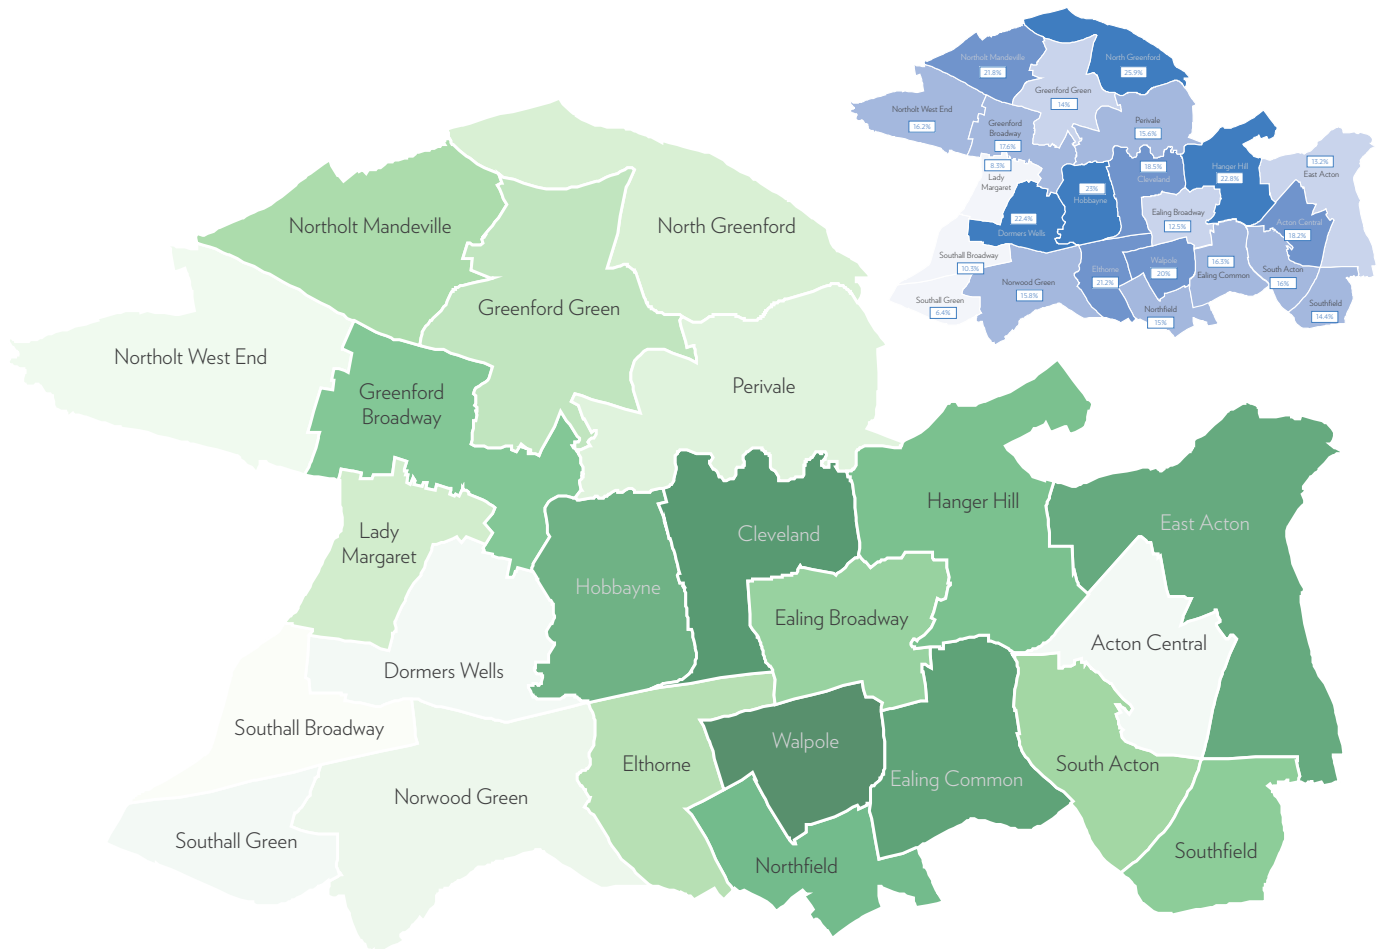 Northolt Mandeville
21.8%
North Greenford
25.9%
Greenford Green
14%
Northolt West End
16.2%
Greenford
Broadway
17.6%
Perivale
15.6%
8.3%
Lady
Margaret
18.5%
Cleveland
Hanger Hill
22.8%
13.2%
East Acton
23%
Hobbayne
22.4%
Dormers Wells
Ealing Broadway
12.5%
Acton Central
18.2%
Southall Broadway
10.3%
Elthorne
21.2%
Walpole
20%
16.3%
Ealing Common
South Acton
16%
Norwood Green
15.8%
Southall Green
6.4%
Northfield
15%
Southfield
14.4%
Northolt Mandeville
North Greenford
Greenford Green
Northolt West End
Greenford
Broadway
Perivale
Hanger Hill
East Acton
Lady
Margaret
Cleveland
Hobbayne
Ealing Broadway
Acton Central
Dormers Wells
Southall Broadway
Walpole
Elthorne
South Acton
Ealing Common
Norwood Green
Southall Green
Southfield
Northfield